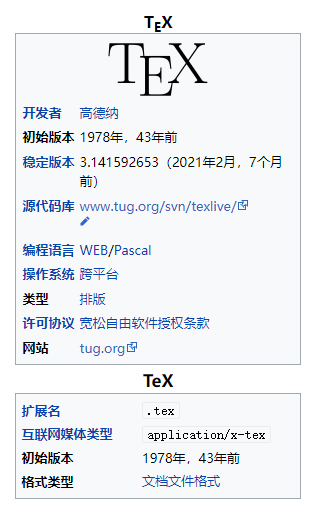 TEX
TEX
开发者 高德纳
初始版本 1978年，43年前
稳定版本 3.141592653（2021年2月，7个月
前）
源代码库 www.tug.org/svn/texlive/
编程语言 WEB/Pascal
操作系统 跨平台
类型 排版
许可协议 宽松自由软件授权条款
网站 tug.org
TeX
扩展名 .tex
互联网媒体类型 application/x-tex
初始版本 1978年，43年前
格式类型 文档文件格式